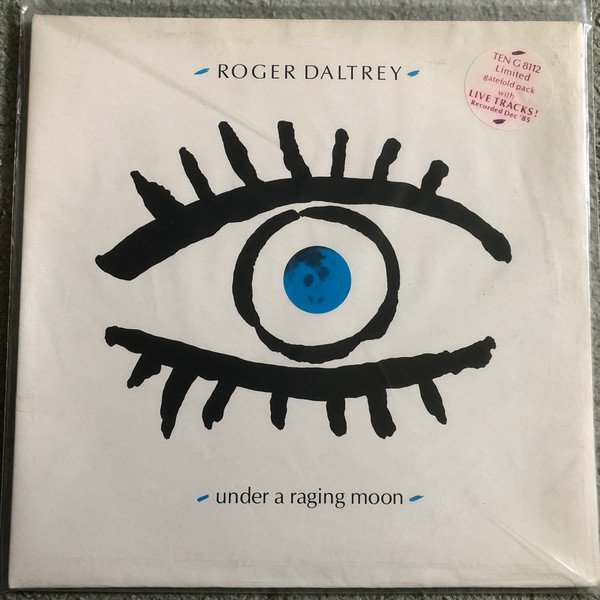 ROGER DALTREY
TEN G 8112
Limited
gatefold pack
with
LIVE TRACKS!
Recorded Dec '85
under a raging moon